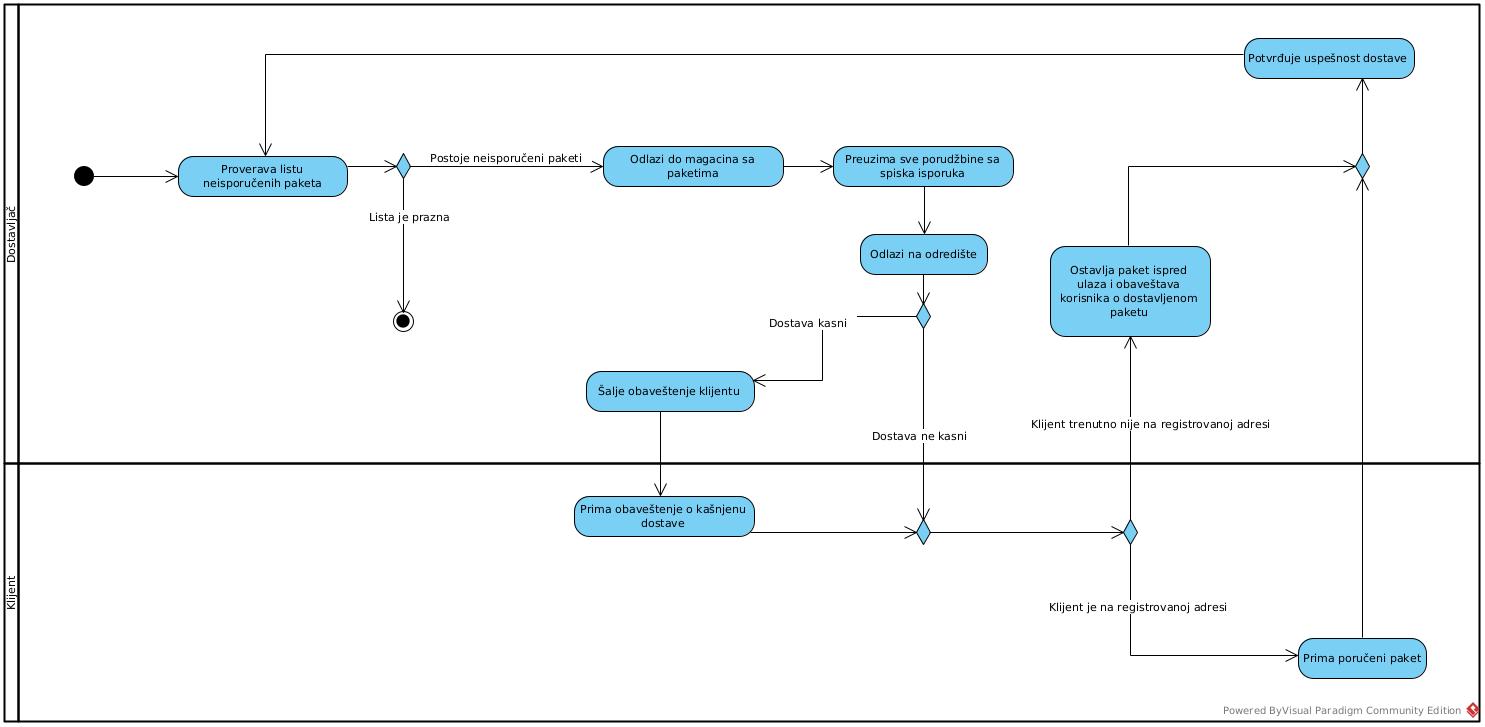 Potvrđuje uspešnost dostave
Dostavljač
Proverava listu
neisporučenih paketa
Postoje neisporučeni paketi
Odlazi do magacina sa
paketima
Preuzima sve porudžbine sa
spiska isporuka
Lista je prazna
Odlazi na odredište
Ostavlja paket ispred
ulaza i obaveštava
korisnika o dostavljenom
paketu
Dostava kasni
Šalje obaveštenje klijentu
Dostava ne kasni
Klijent trenutno nije na registrovanoj adresi
Klijent
Prima obaveštenje o kašnjenu
dostave
Klijent je na registrovanoj adresi
Prima poručeni paket
Powered ByVisual Paradigm Community Edition